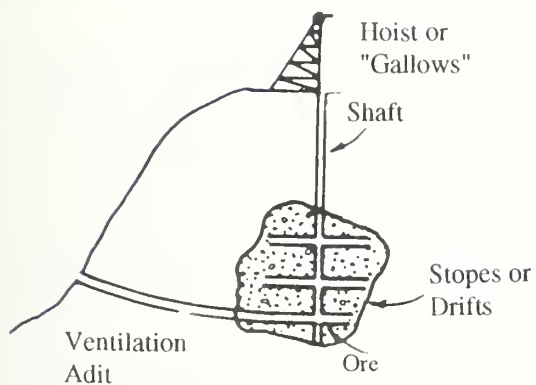 Hoist or
"Gallows"
Shaft
Stopes or
Drifts
Ventilation
Adit
Ore